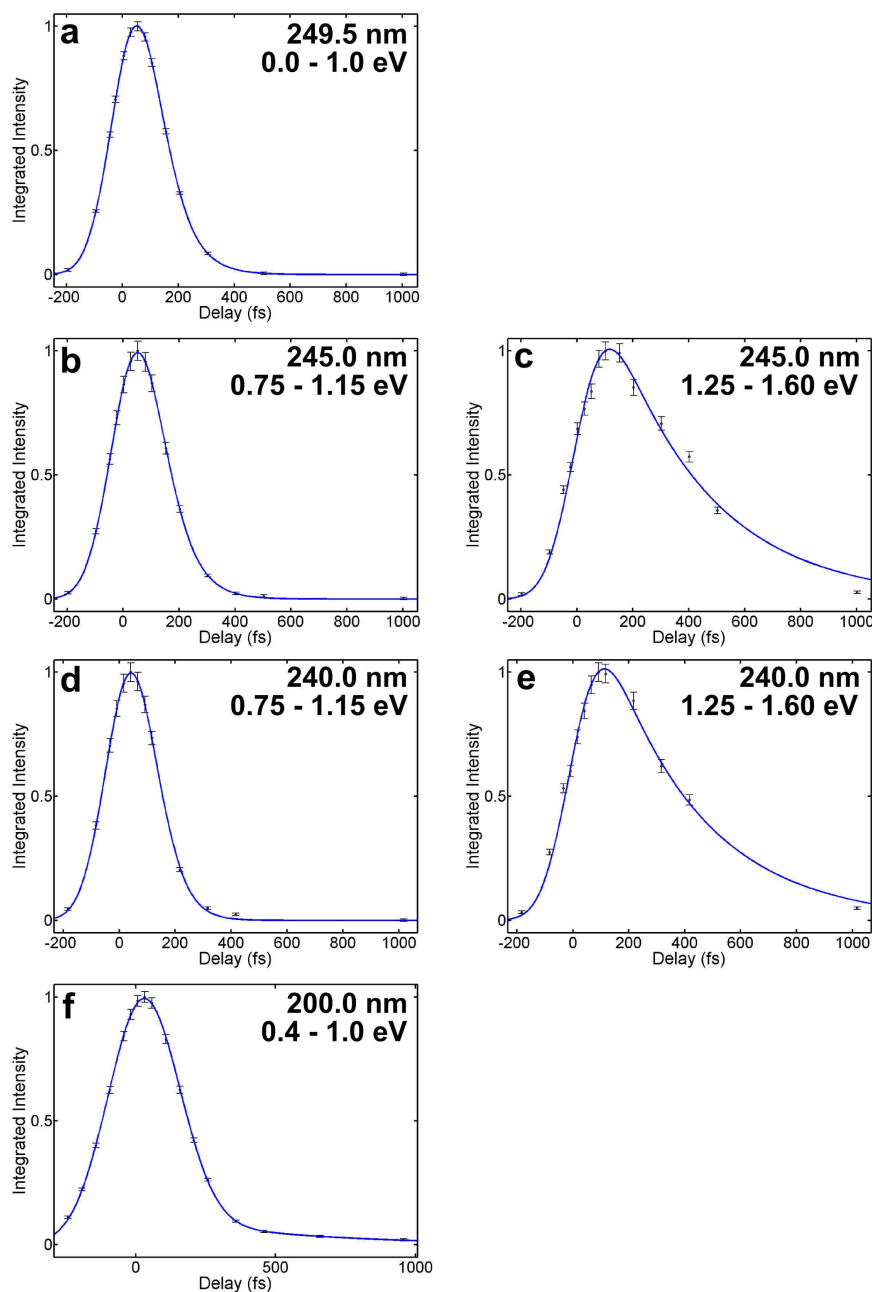 a
249.5 nm
0.0 - 1.0 eV
1
0.5
0
Integrated Intensity
-200 0 200 400 600 800 1000
Delay (fs)
b
245.0 nm
0.75 - 1.15 eV
1
0.5
0
Integrated Intensity
-200 0 200 400 600 800 1000
Delay (fs)
c
245.0 nm
1.25 - 1.60 eV
1
0.5
0
Integrated Intensity
-200 0 200 400 600 800 1000
Delay (fs)
d
240.0 nm
0.75 - 1.15 eV
1
0.5
0
Integrated Intensity
-200 0 200 400 600 800 1000
Delay (fs)
e
240.0 nm
1.25 - 1.60 eV
1
0.5
0
Integrated Intensity
-200 0 200 400 600 800 1000
Delay (fs)
f
200.0 nm
0.4 - 1.0 eV
1
0.5
0
Integrated Intensity
0 500 1000
Delay (fs)